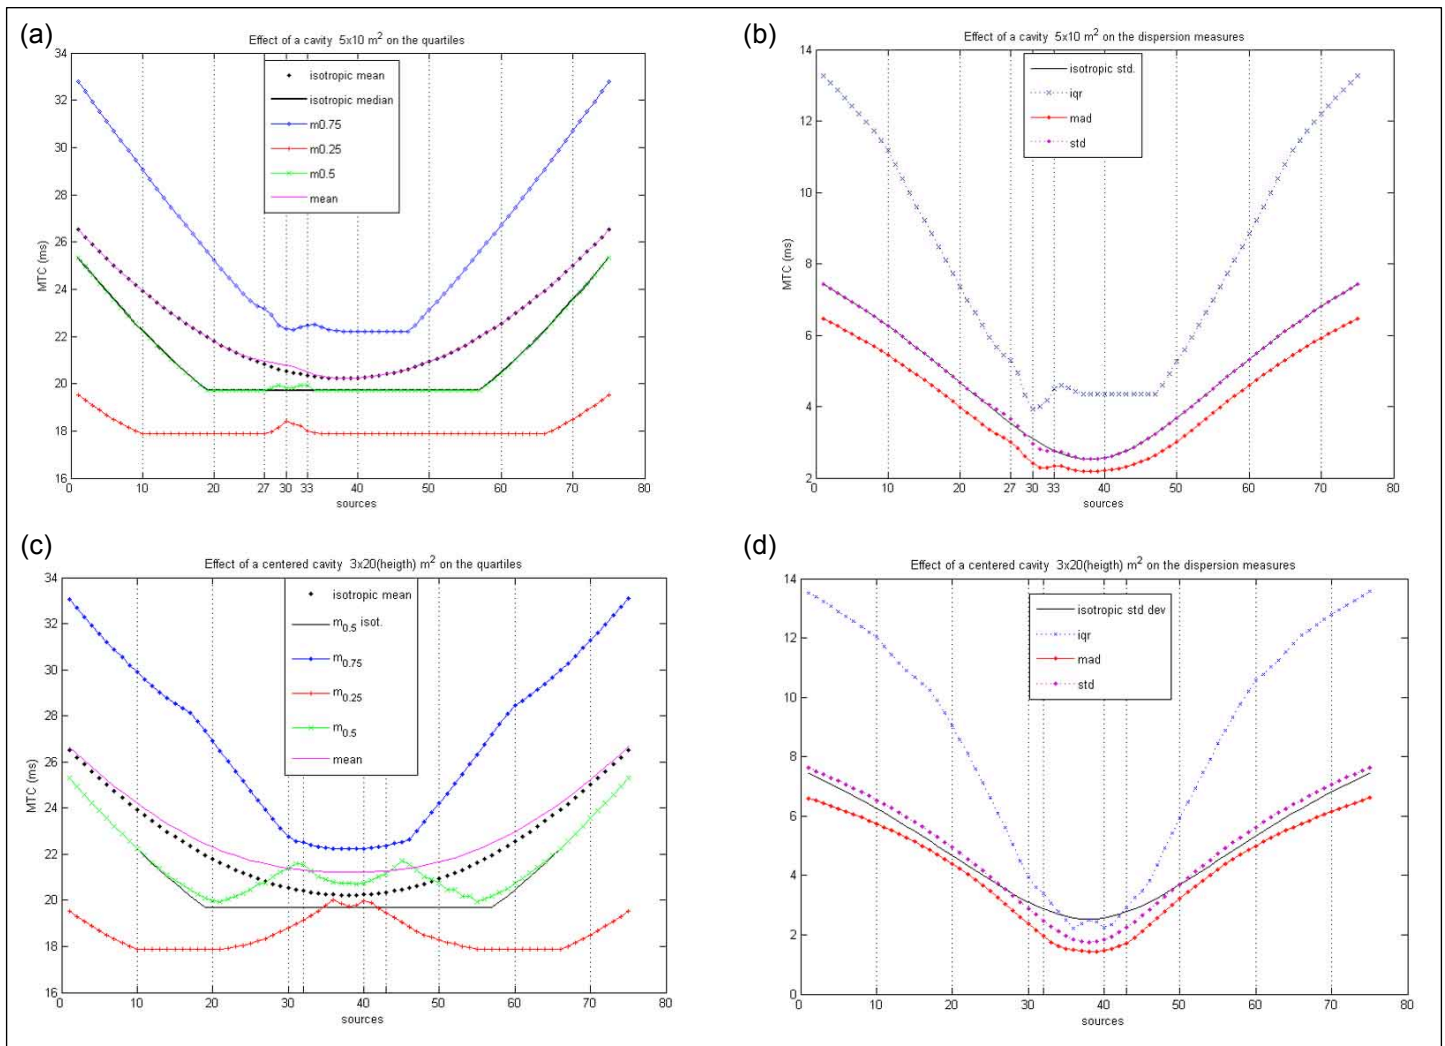 (a)
Effect of a cavity 5x10 m² on the quartiles
34
32
30
28
26
24
22
20
18
16
MTC (ms)
isotropic mean
isotropic median
m0.75
m0.25
m0.5
mean
0 10 20 27 30 33 40 50 60 70 80
sources
(b)
Effect of a cavity 5x10 m² on the dispersion measures
14
12
10
8
6
4
2
MTC (ms)
isotropic std.
iqr
mad
std
0 10 20 27 30 33 40 50 60 70 80
sources
(c)
Effect of a centered cavity 3x20(heigth) m² on the quartiles
34
32
30
28
26
24
22
20
18
16
MTC (ms)
isotropic mean
m0.5 isot.
m0.75
m0.25
m0.5
mean
0 10 20 30 40 50 60 70 80
sources
(d)
Effect of a centered cavity 3x20(heigth) m² on the dispersion measures
14
12
10
8
6
4
2
0
isotropic std dev
iqr
mad
std
0 10 20 30 40 50 60 70 80
sources